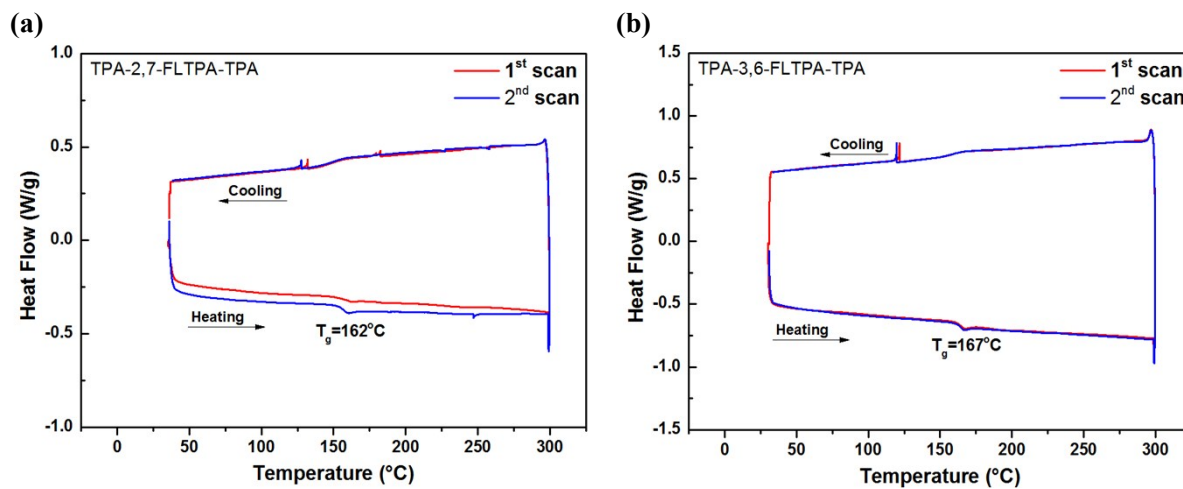 (a)
TPA-2,7-FLTPA-TPA
1st scan
2nd scan
Cooling
Heating
Tg=162°C
Heat Flow (W/g)
1.0
0.5
0.0
-0.5
-1.0
0 50 100 150 200 250 300
Temperature (°C)
(b)
TPA-3,6-FLTPA-TPA
1st scan
2nd scan
Cooling
Heating
Tg=167°C
Heat Flow (W/g)
1.5
1.0
0.5
0.0
-0.5
-1.0
-1.5
0 50 100 150 200 250 300
Temperature (°C)